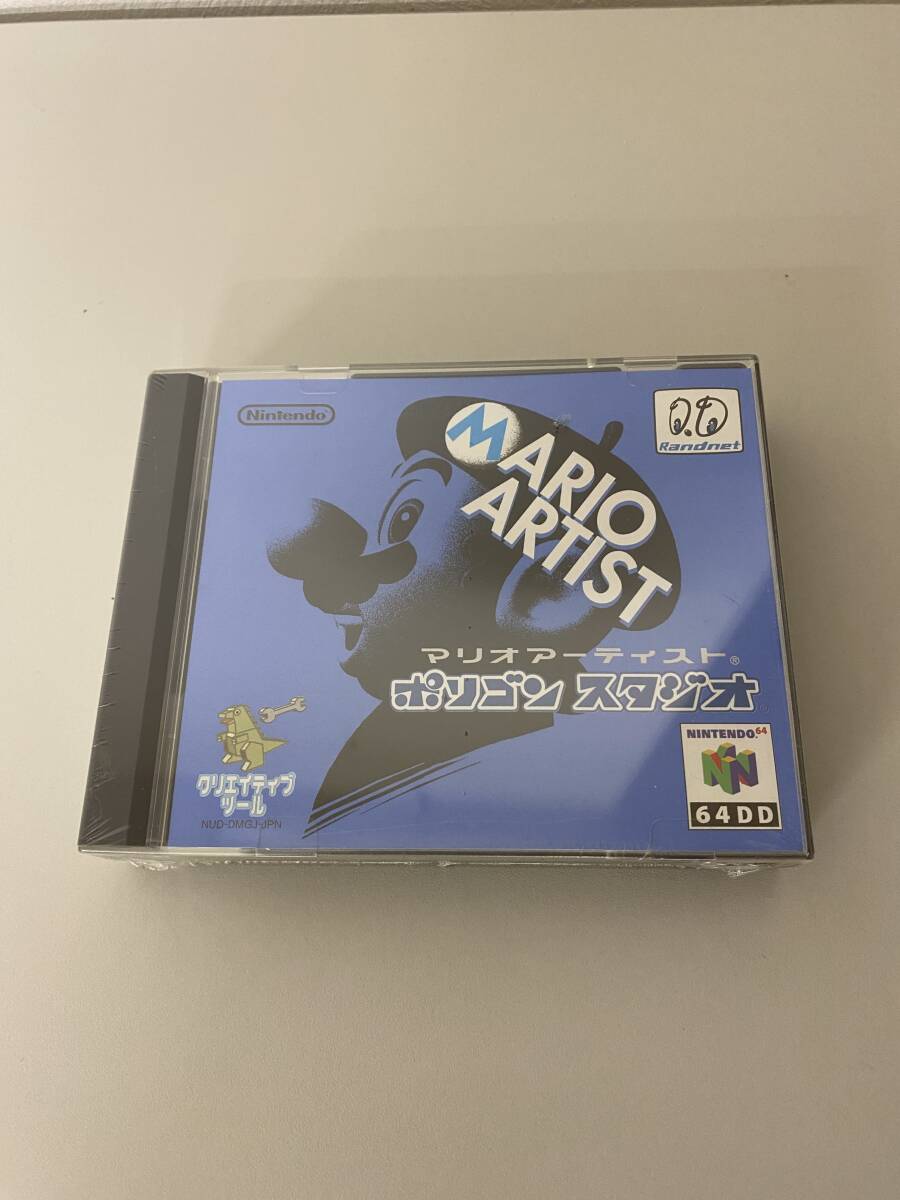 Nintendo
MARIO
ARTIST
Randnet
マリオアーティスト®
ポリゴン スタジオ
クリエイティブ
ツール
NUD-DMGJ-JPN
NINTENDO64
64DD